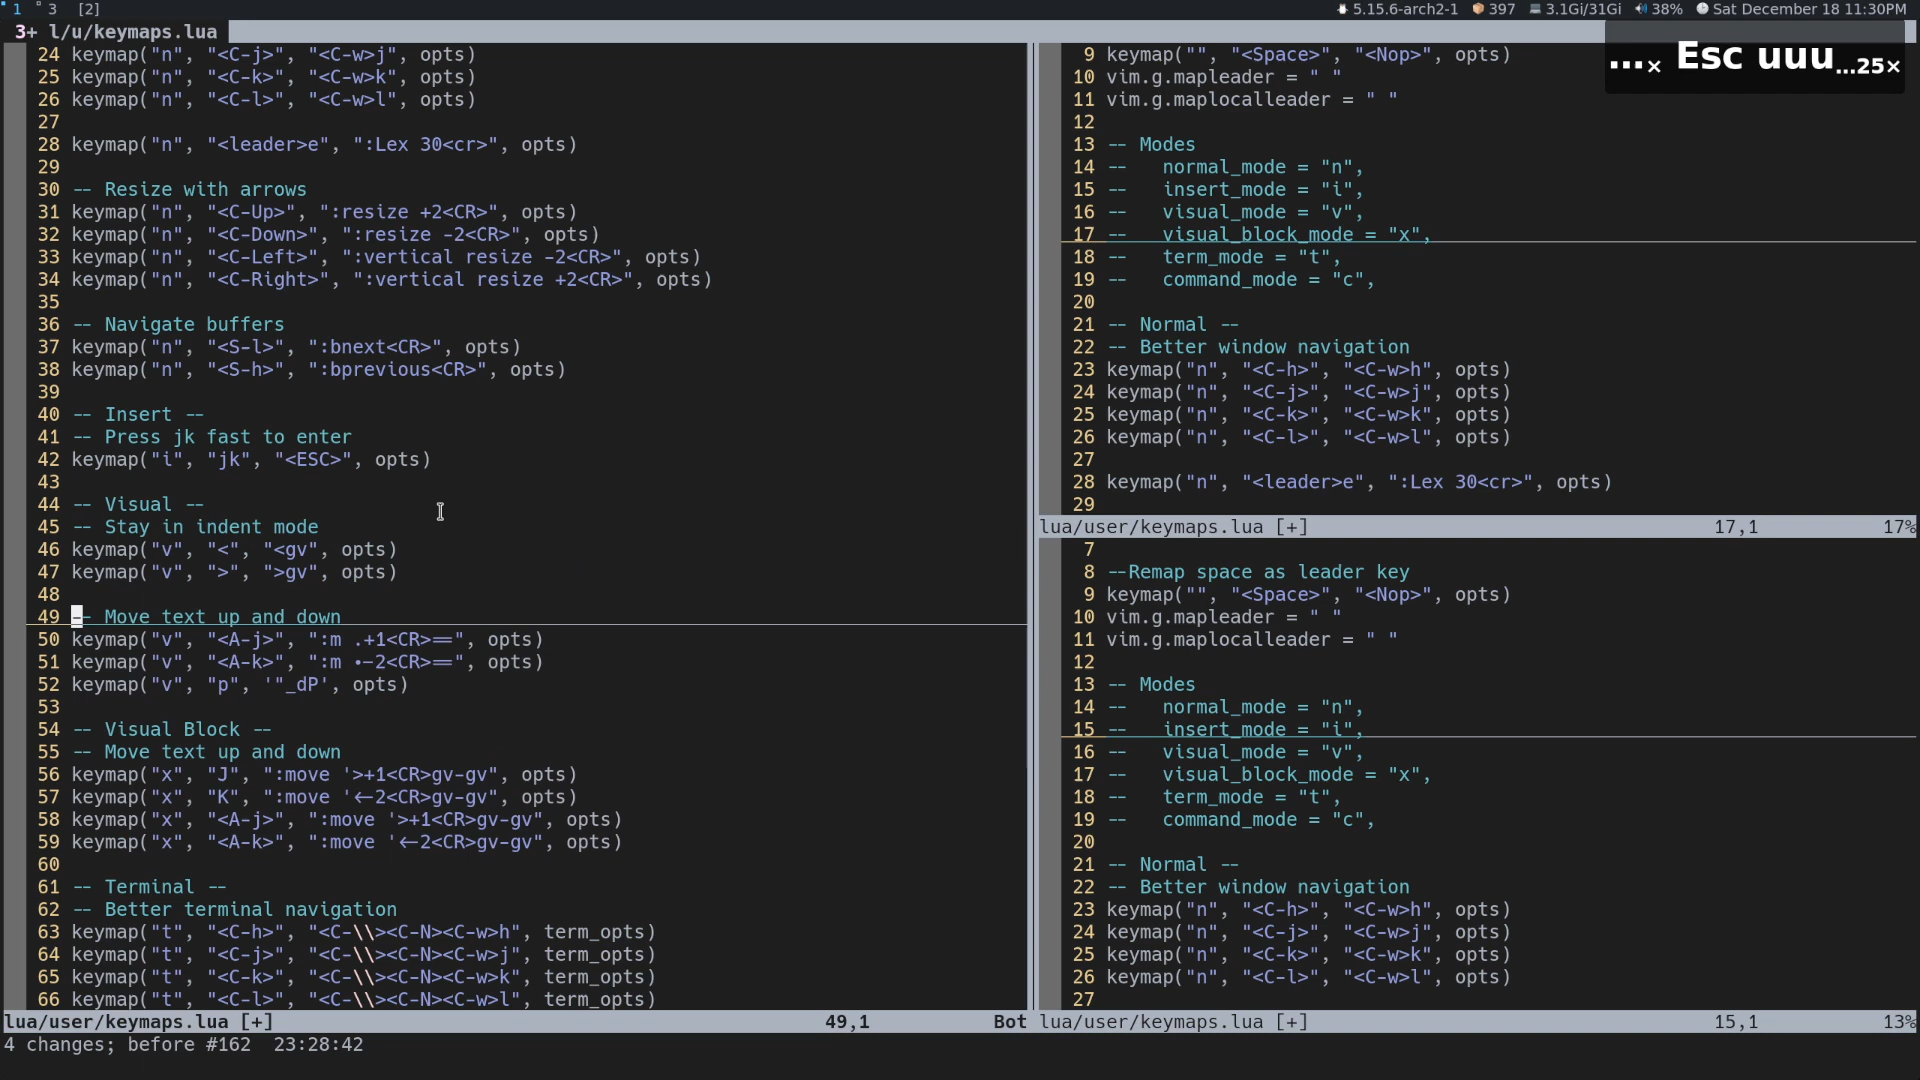 1 3 [2]
5.15.6-arch2-1 397 3.1Gi/31Gi 38% Sat December 18 11:30PM
3+ l/u/keymaps.lua
...× Esc uuu...25×
24 keymap("n", "<C-j>", "<C-w>j", opts)
25 keymap("n", "<C-k>", "<C-w>k", opts)
26 keymap("n", "<C-l>", "<C-w>l", opts)
27
28 keymap("n", "<leader>e", ":Lex 30<cr>", opts)
29
30 -- Resize with arrows
31 keymap("n", "<C-Up>", ":resize +2<CR>", opts)
32 keymap("n", "<C-Down>", ":resize -2<CR>", opts)
33 keymap("n", "<C-Left>", ":vertical resize -2<CR>", opts)
34 keymap("n", "<C-Right>", ":vertical resize +2<CR>", opts)
35
36 -- Navigate buffers
37 keymap("n", "<S-l>", ":bnext<CR>", opts)
38 keymap("n", "<S-h>", ":bprevious<CR>", opts)
39
40 -- Insert --
41 -- Press jk fast to enter
42 keymap("i", "jk", "<ESC>", opts)
43
44 -- Visual --
45 -- Stay in indent mode
46 keymap("v", "<", "<gv", opts)
47 keymap("v", ">", ">gv", opts)
48
49 -- Move text up and down
50 keymap("v", "<A-j>", ":m .+1<CR>==", opts)
51 keymap("v", "<A-k>", ":m .-2<CR>==", opts)
52 keymap("v", "p", '"_dP', opts)
53
54 -- Visual Block --
55 -- Move text up and down
56 keymap("x", "J", ":move '>+1<CR>gv-gv", opts)
57 keymap("x", "K", ":move '<-2<CR>gv-gv", opts)
58 keymap("x", "<A-j>", ":move '>+1<CR>gv-gv", opts)
59 keymap("x", "<A-k>", ":move '<-2<CR>gv-gv", opts)
60
61 -- Terminal --
62 -- Better terminal navigation
63 keymap("t", "<C-h>", "<C-\\><C-N><C-w>h", term_opts)
64 keymap("t", "<C-j>", "<C-\\><C-N><C-w>j", term_opts)
65 keymap("t", "<C-k>", "<C-\\><C-N><C-w>k", term_opts)
66 keymap("t", "<C-l>", "<C-\\><C-N><C-w>l", term_opts)
lua/user/keymaps.lua [+] 49,1 Bot
9 keymap("", "<Space>", "<Nop>", opts)
10 vim.g.mapleader = " "
11 vim.g.maplocalleader = " "
12
13 -- Modes
14 --   normal_mode = "n",
15 --   insert_mode = "i",
16 --   visual_mode = "v",
17 --   visual_block_mode = "x",
18 --   term_mode = "t",
19 --   command_mode = "c",
20
21 -- Normal --
22 -- Better window navigation
23 keymap("n", "<C-h>", "<C-w>h", opts)
24 keymap("n", "<C-j>", "<C-w>j", opts)
25 keymap("n", "<C-k>", "<C-w>k", opts)
26 keymap("n", "<C-l>", "<C-w>l", opts)
27
28 keymap("n", "<leader>e", ":Lex 30<cr>", opts)
29
lua/user/keymaps.lua [+] 17,1 17%
7
8 --Remap space as leader key
9 keymap("", "<Space>", "<Nop>", opts)
10 vim.g.mapleader = " "
11 vim.g.maplocalleader = " "
12
13 -- Modes
14 --   normal_mode = "n",
15 --   insert_mode = "i",
16 --   visual_mode = "v",
17 --   visual_block_mode = "x",
18 --   term_mode = "t",
19 --   command_mode = "c",
20
21 -- Normal --
22 -- Better window navigation
23 keymap("n", "<C-h>", "<C-w>h", opts)
24 keymap("n", "<C-j>", "<C-w>j", opts)
25 keymap("n", "<C-k>", "<C-w>k", opts)
26 keymap("n", "<C-l>", "<C-w>l", opts)
27
lua/user/keymaps.lua [+] 15,1 13%
4 changes; before #162  23:28:42